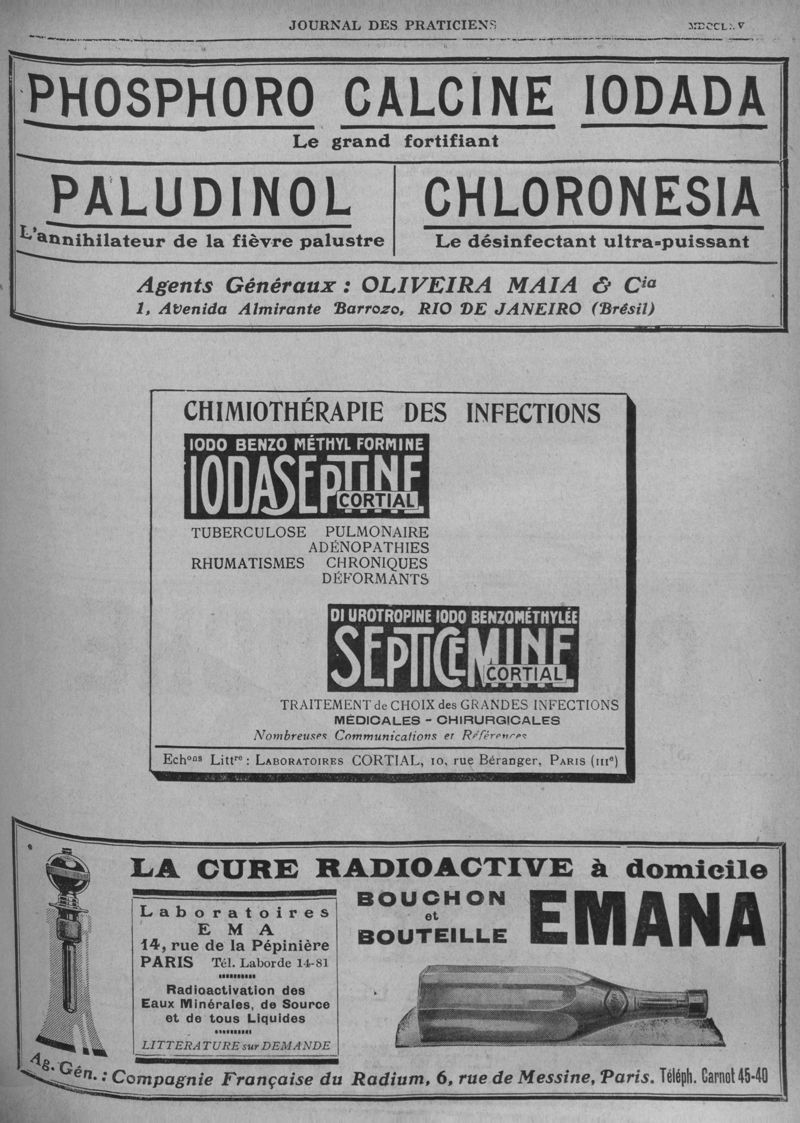 JOURNAL DES PRATICIENS
PHOSPHORO CALCINE IODADA
Le grand fortifiant
PALUDINOL
L'annihilateur de la fièvre palustre
CHLORONESIA
Le désinfectant ultra-puissant
Agents Généraux : OLIVEIRA MAIA & Cia
1, Avenida Almirante Barrozo, RIO DE JANEIRO (Brésil)
CHIMIOTHÉRAPIE DES INFECTIONS
IODO BENZO MÉTHYL FORMINE
IODASEPTINE
CORTIAL
TUBERCULOSE PULMONAIRE
ADÉNOPATHIES
RHUMATISMES CHRONIQUES
DÉFORMANTS
DI UROTROPINE IODO BENZOMÉTHYLÉE
SEPTICEMINE
CORTIAL
TRAITEMENT de CHOIX des GRANDES INFECTIONS
MÉDICALES - CHIRURGICALES
Nombreuses Communications et Références
Echons Littre : LABORATOIRES CORTIAL, 10, rue Béranger, PARIS (IIIe)
LA CURE RADIOACTIVE à domicile
Laboratoires
EMA
14, rue de la Pépinière
PARIS Tél. Laborde 14-81
Radioactivation des
Eaux Minérales, de Source
et de tous Liquides
LITTERATURE sur DEMANDE
BOUCHON
et
BOUTEILLE
EMANA
Ag. Gén. : Compagnie Française du Radium, 6, rue de Messine, Paris. Téléph. Carnot 45-40